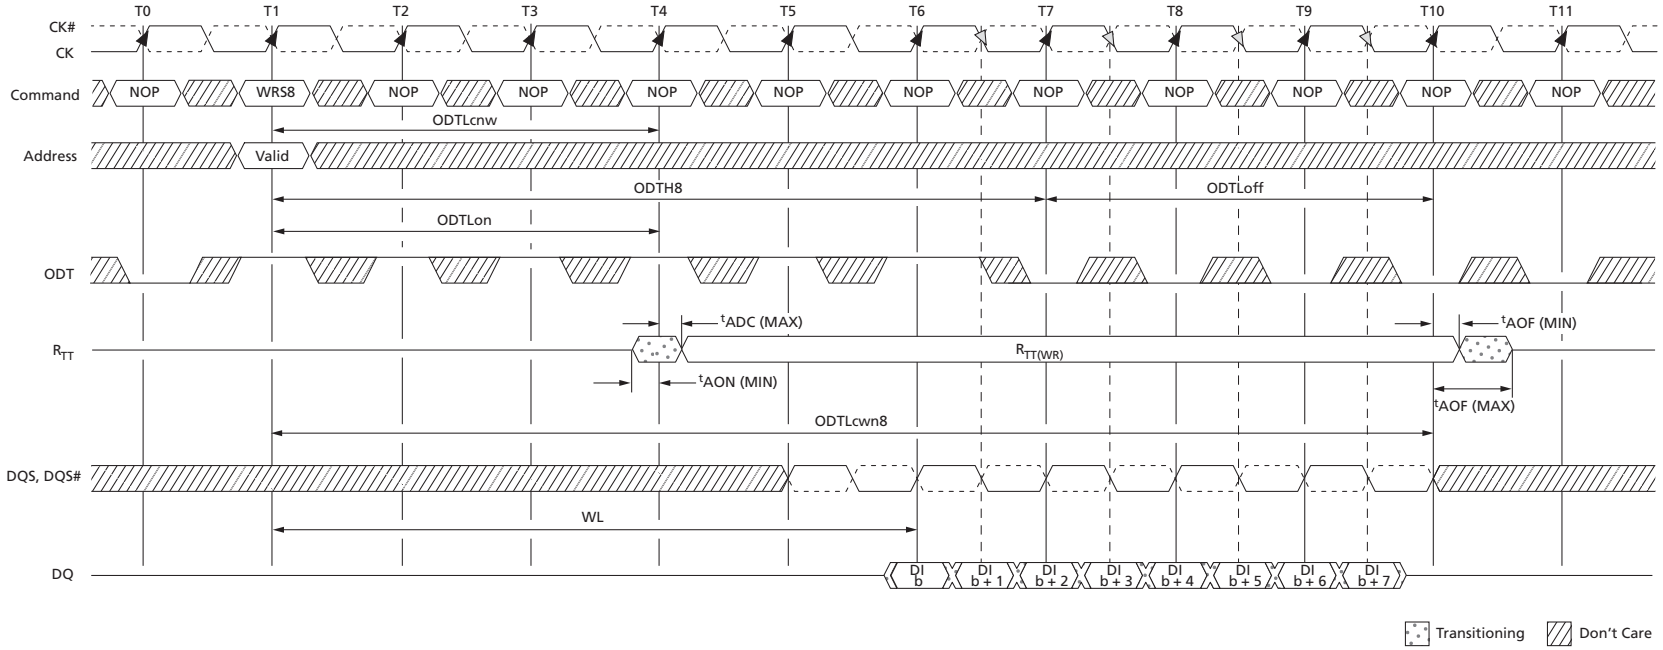 T0 T1 T2 T3 T4 T5 T6 T7 T8 T9 T10 T11
CK#
CK
Command NOP WRS8 NOP NOP NOP NOP NOP NOP NOP NOP NOP NOP
ODTLcnw
Address Valid
ODTH8 ODTLoff
ODTLon
ODT
tADC (MAX) tAOF (MIN)
RTT RTT(WR)
tAON (MIN)
tAOF (MAX)
ODTLcwn8
DQS, DQS#
WL
DQ
DI b DI b + 1 DI b + 2 DI b + 3 DI b + 4 DI b + 5 DI b + 6 DI b + 7
Transitioning Don't Care